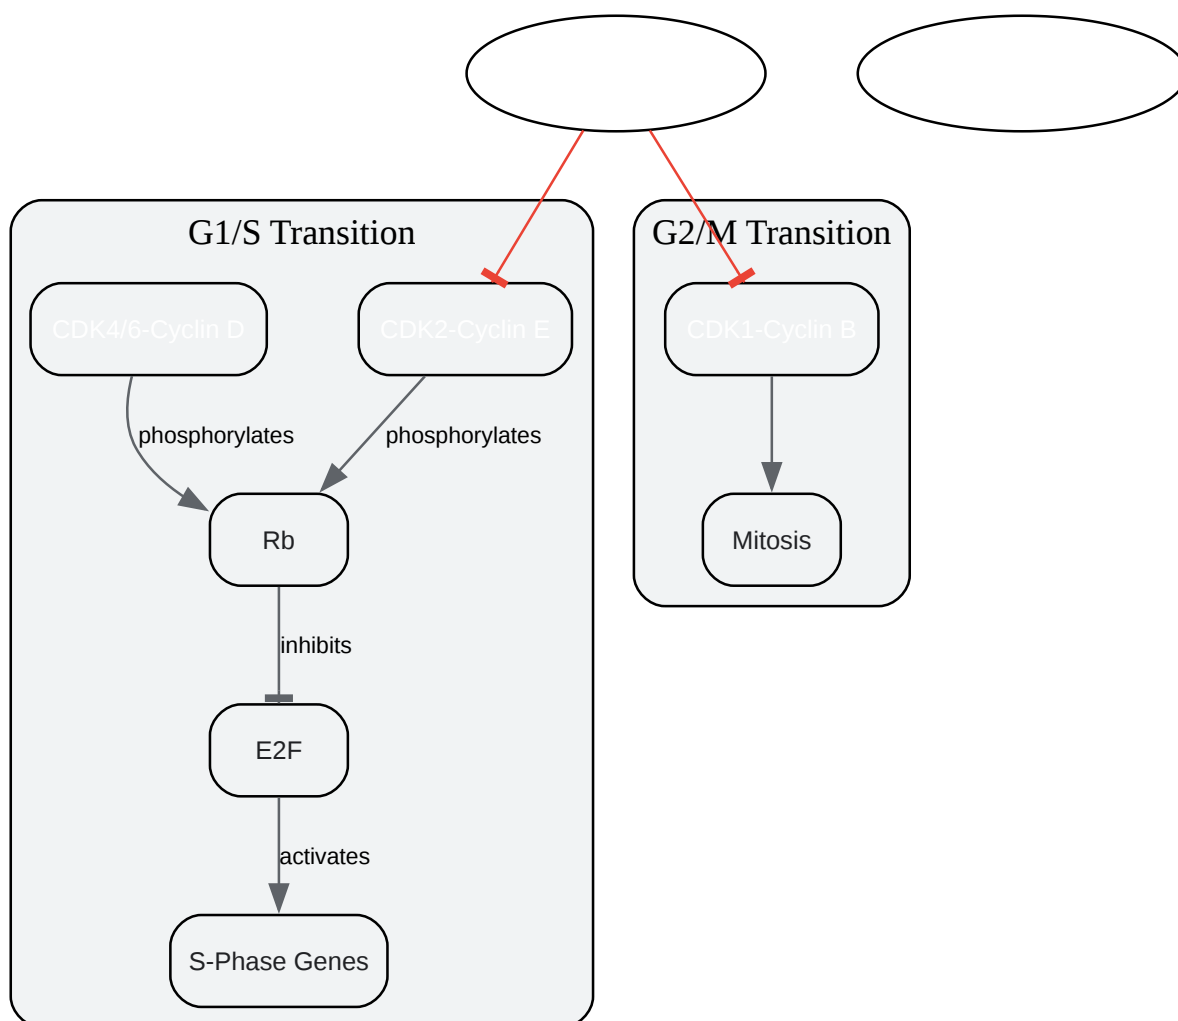 G1/S Transition
G2/M Transition
CDK4/6-Cyclin D
CDK2-Cyclin E
CDK1-Cyclin B
phosphorylates
phosphorylates
Rb
Mitosis
inhibits
E2F
activates
S-Phase Genes